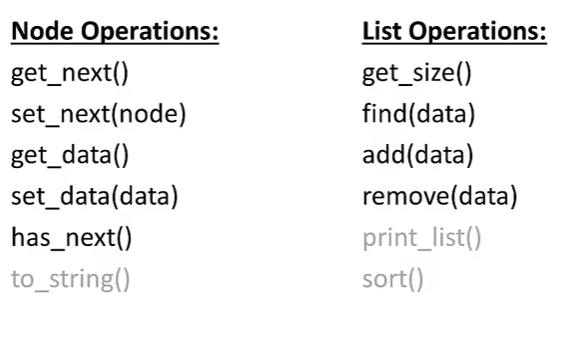 Node Operations:
get_next()
set_next(node)
get_data()
set_data(data)
has_next()
to_string()
List Operations:
get_size()
find(data)
add(data)
remove(data)
print_list()
sort()